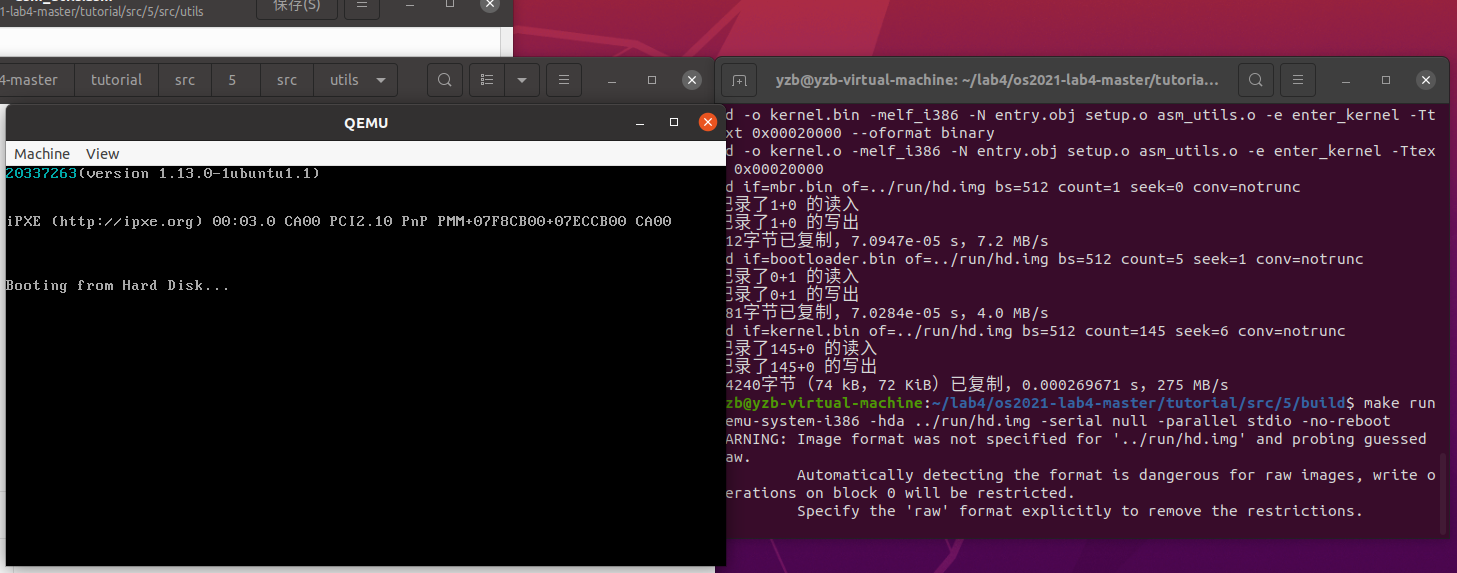 1-lab4-master/tutorial/src/5/src/utils
保存(S)
4-master tutorial src 5 src utils
QEMU
Machine View
20337263(version 1.13.0-1ubuntu1.1)
iPXE (http://ipxe.org) 00:03.0 CA00 PCI2.10 PnP PMM+07F8CB00+07ECCB00 CA00
Booting from Hard Disk...
yzb@yzb-virtual-machine: ~/lab4/os2021-lab4-master/tutoria...
d -o kernel.bin -melf_i386 -N entry.obj setup.o asm_utils.o -e enter_kernel -Tt
xt 0x00020000 --oformat binary
d -o kernel.o -melf_i386 -N entry.obj setup.o asm_utils.o -e enter_kernel -Ttex
0x00020000
d if=mbr.bin of=../run/hd.img bs=512 count=1 seek=0 conv=notrunc
记录了1+0 的读入
记录了1+0 的写出
12字节已复制，7.0947e-05 s，7.2 MB/s
d if=bootloader.bin of=../run/hd.img bs=512 count=5 seek=1 conv=notrunc
记录了0+1 的读入
记录了0+1 的写出
81字节已复制，7.0284e-05 s，4.0 MB/s
d if=kernel.bin of=../run/hd.img bs=512 count=145 seek=6 conv=notrunc
记录了145+0 的读入
记录了145+0 的写出
4240字节（74 kB，72 KiB）已复制，0.000269671 s，275 MB/s
yzb@yzb-virtual-machine:~/lab4/os2021-lab4-master/tutorial/src/5/build$ make run
emu-system-i386 -hda ../run/hd.img -serial null -parallel stdio -no-reboot
ARNING: Image format was not specified for '../run/hd.img' and probing guessed
aw.
Automatically detecting the format is dangerous for raw images, write o
erations on block 0 will be restricted.
Specify the 'raw' format explicitly to remove the restrictions.